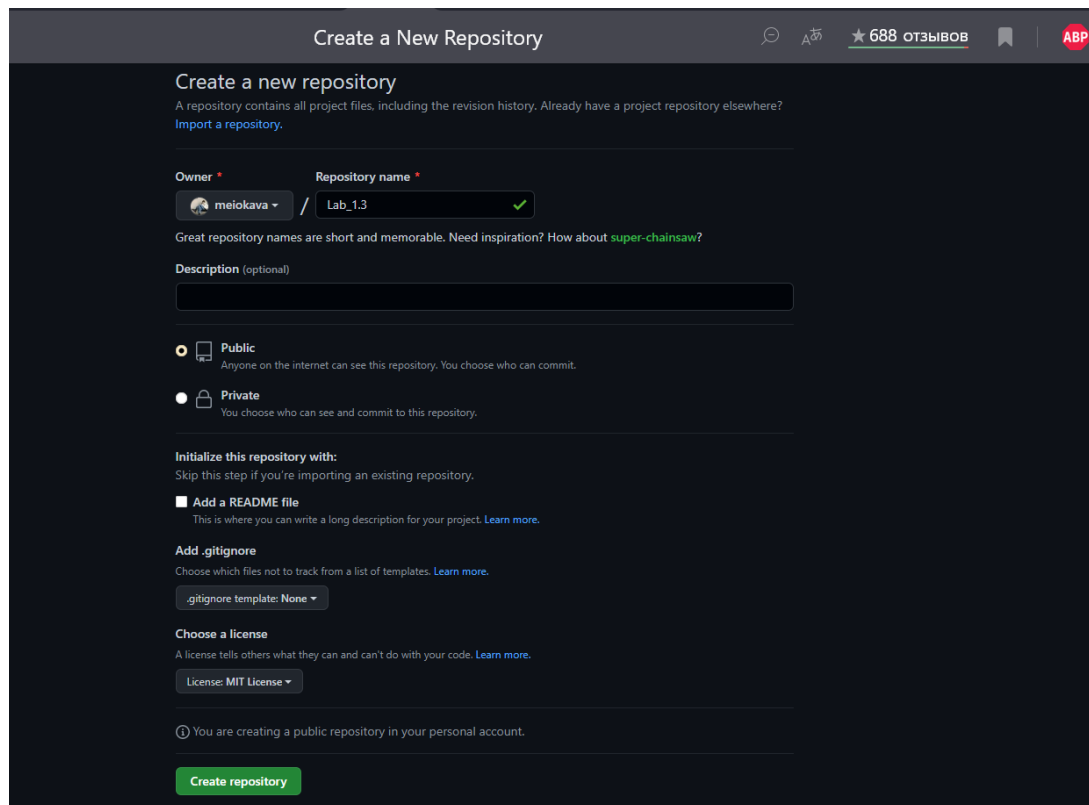 Create a New Repository
Aあ
★ 688 отзывов
ABP
Create a new repository
A repository contains all project files, including the revision history. Already have a project repository elsewhere?
Import a repository.
Owner * Repository name *
meiokava / Lab_1.3
Great repository names are short and memorable. Need inspiration? How about super-chainsaw?
Description (optional)
Public
Anyone on the internet can see this repository. You choose who can commit.
Private
You choose who can see and commit to this repository.
Initialize this repository with:
Skip this step if you're importing an existing repository.
Add a README file
This is where you can write a long description for your project. Learn more.
Add .gitignore
Choose which files not to track from a list of templates. Learn more.
.gitignore template: None
Choose a license
A license tells others what they can and can't do with your code. Learn more.
License: MIT License
You are creating a public repository in your personal account.
Create repository